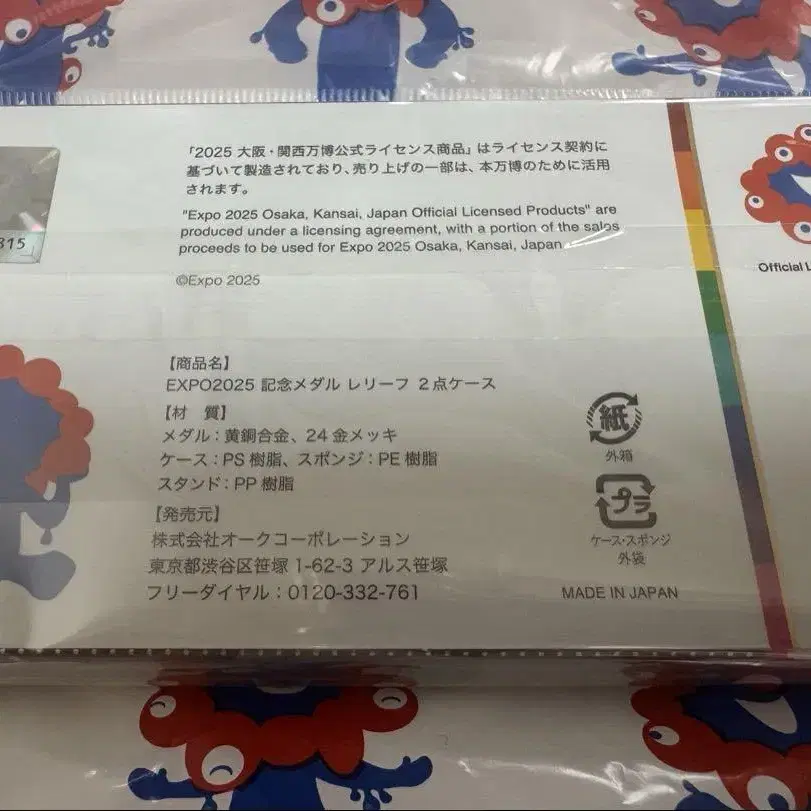 「2025 大阪・関西万博公式ライセンス商品」はライセンス契約に
基づいて製造されており、売り上げの一部は、本万博のために活用
されます。
"Expo 2025 Osaka, Kansai, Japan Official Licensed Products" are
produced under a licensing agreement, with a portion of the sales
proceeds to be used for Expo 2025 Osaka, Kansai, Japan
©Expo 2025
315
Official
【商品名】
EXPO2025 記念メダル レリーフ 2点ケース
【材 質】
メダル：黄銅合金、24金メッキ
ケース：PS樹脂、スポンジ：PE樹脂
スタンド：PP樹脂
【発売元】
株式会社オークコーポレーション
東京都渋谷区笹塚 1-62-3 アルス笹塚
フリーダイヤル：0120-332-761
紙
外箱
プラ
ケース・スポンジ
外袋
MADE IN JAPAN